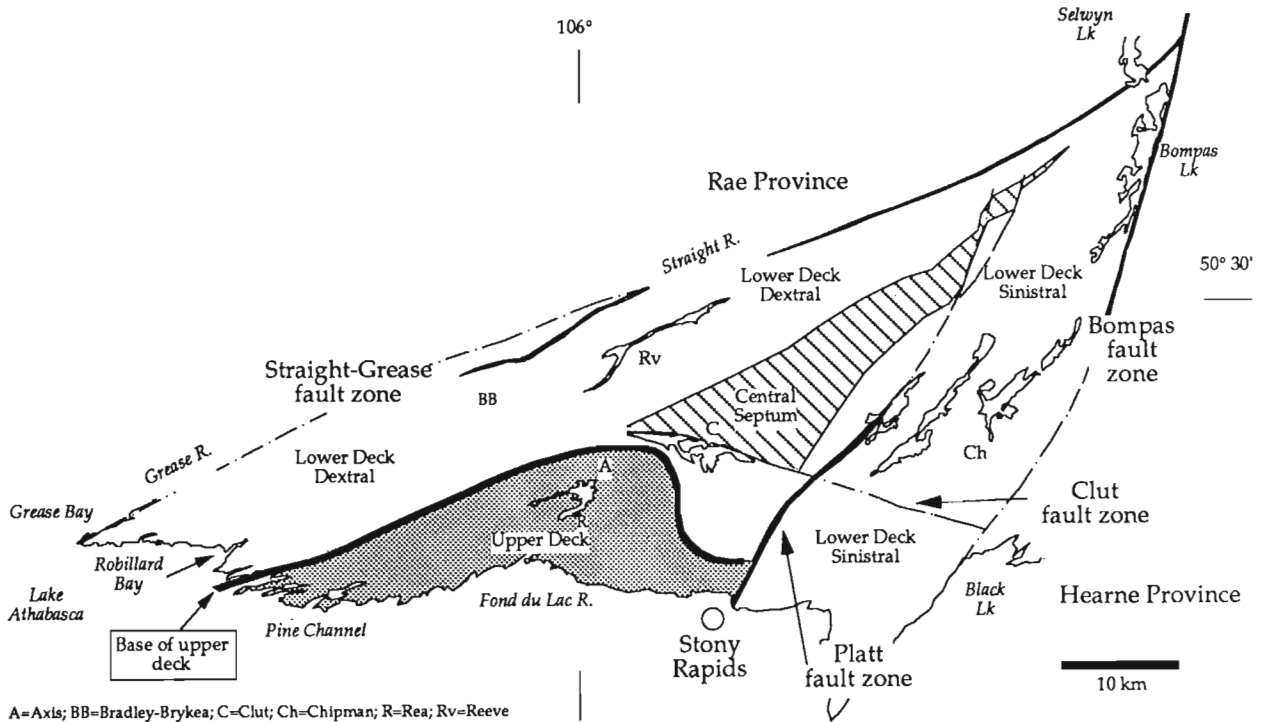 Selwyn
Lk
106°
Bompas
Lk
Rae Province
Straight R.
50° 30'
Lower Deck
Dextral
Lower Deck
Sinistral
Bompas
fault
zone
Straight-Grease
fault zone
Rv
BB
Central
Septum
C
Ch
Grease R.
Lower Deck
Dextral
A
Clut
fault zone
Grease Bay
R
Upper Deck
Lower Deck
Sinistral
Robillard
Bay
Lake
Athabasca
Fond du Lac R.
Black
Lk
Hearne Province
Pine Channel
Base of upper
deck
Stony
Rapids
Platt
fault zone
10 km
A=Axis; BB=Bradley-Brykea; C=Clut; Ch=Chipman; R=Rea; Rv=Reeve